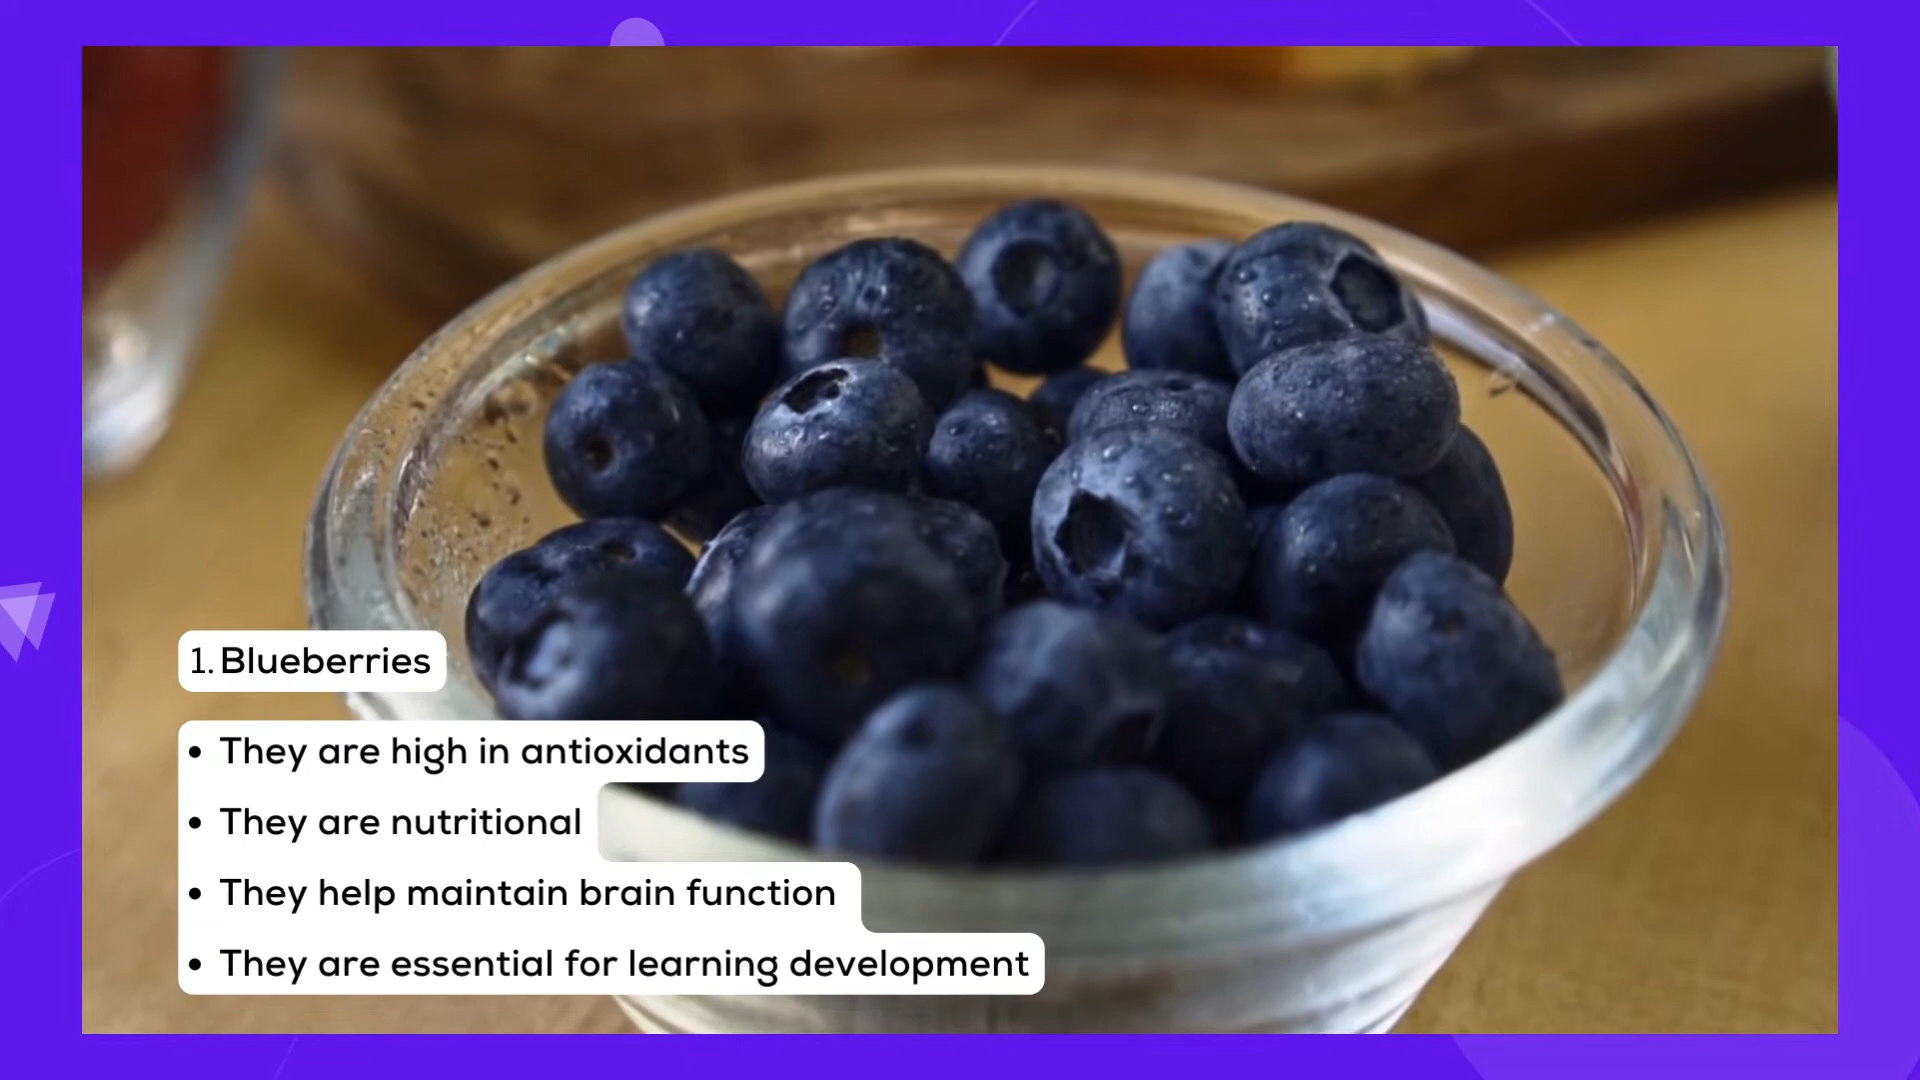 1. Blueberries
• They are high in antioxidants
• They are nutritional
• They help maintain brain function
• They are essential for learning development